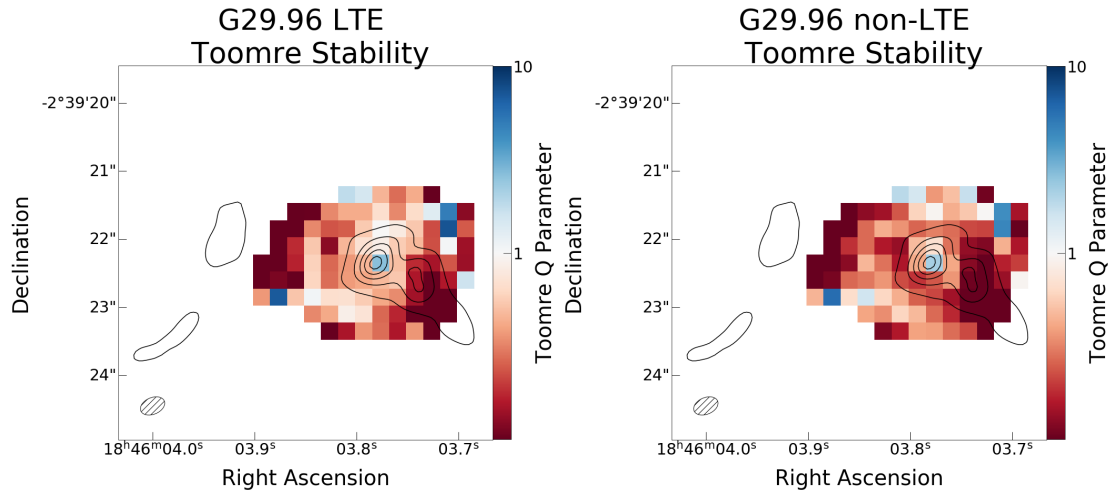 G29.96 LTE
Toomre Stability
10
-2°39'20"
21"
22"
23"
24"
1
Toomre Q Parameter
Declination
18ʰ46ᵐ04.0ˢ
03.9ˢ
03.8ˢ
03.7ˢ
Right Ascension
G29.96 non-LTE
Toomre Stability
10
-2°39'20"
21"
22"
23"
24"
1
Toomre Q Parameter
Declination
18ʰ46ᵐ04.0ˢ
03.9ˢ
03.8ˢ
03.7ˢ
Right Ascension